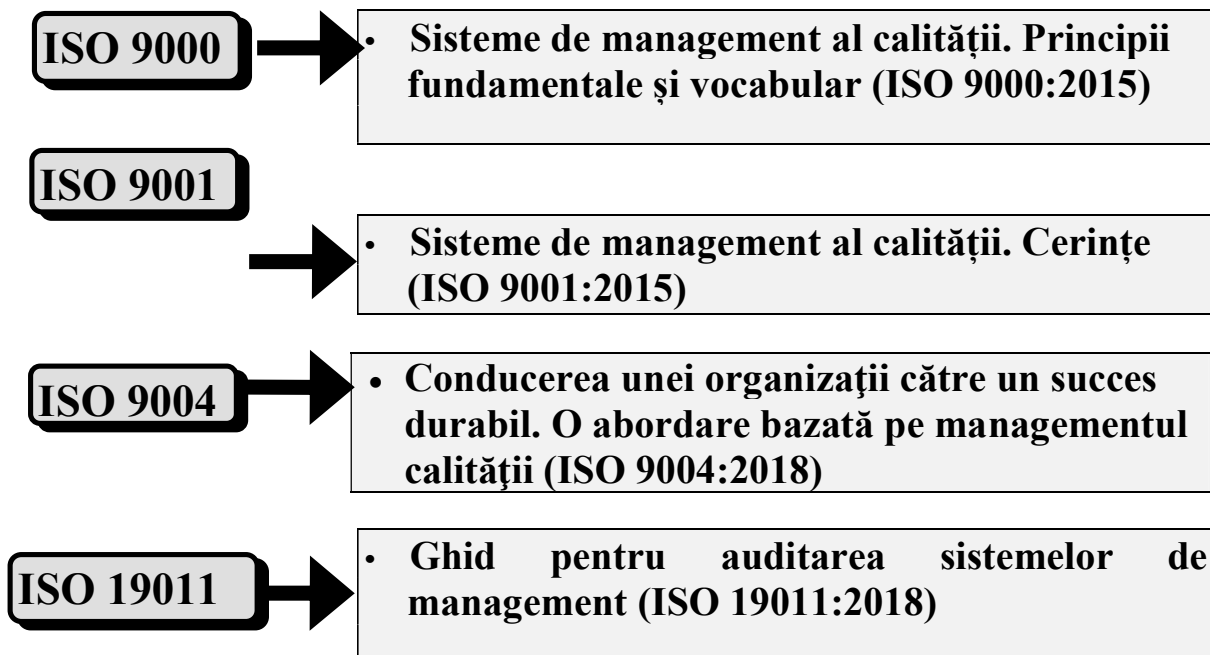 ISO 9000
• Sisteme de management al calității. Principii
fundamentale și vocabular (ISO 9000:2015)
ISO 9001
• Sisteme de management al calității. Cerințe
(ISO 9001:2015)
ISO 9004
• Conducerea unei organizaţii către un succes
durabil. O abordare bazată pe managementul
calităţii (ISO 9004:2018)
ISO 19011
• Ghid pentru auditarea sistemelor de
management (ISO 19011:2018)